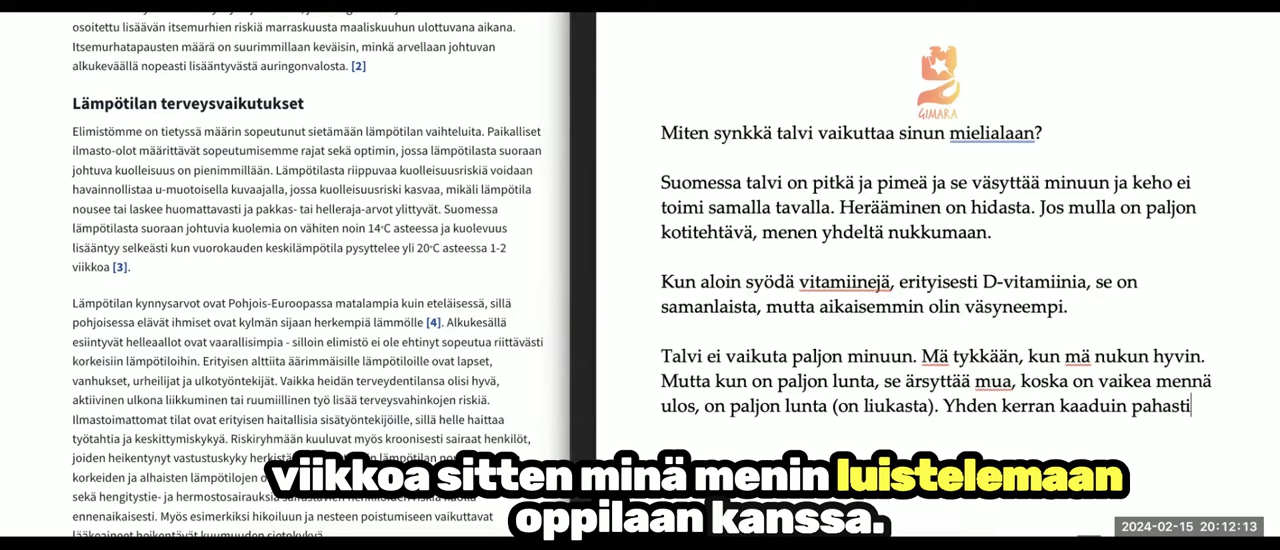 osoitettu lisäävän itsemurhien riskiä marraskuusta maaliskuuhun ulottuvana aikana.
Itsemurhatapausten määrä on suurimmillaan keväisin, minkä arvellaan johtuvan
alkukeväällä nopeasti lisääntyvästä auringonvalosta. [2]
Lämpötilan terveysvaikutukset
Elimistömme on tietyssä määrin sopeutunut sietämään lämpötilan vaihteluita. Paikalliset
ilmasto-olot määrittävät sopeutumisemme rajat sekä optimin, jossa lämpötilasta suoraan
johtuva kuolleisuus on pienimmillään. Lämpötilasta riippuvaa kuolleisuusriskiä voidaan
havainnollistaa u-muotoisella kuvaajalla, jossa kuolleisuusriski kasvaa, mikäli lämpötila
nousee tai laskee huomattavasti ja pakkas- tai helleraja-arvot ylittyvät. Suomessa
lämpötilasta suoraan johtuvia kuolemia on vähiten noin 14°C asteessa ja kuolevuus
lisääntyy selkeästi kun vuorokauden keskilämpötila pysyttelee yli 20°C asteessa 1-2
viikkoa [3].
Lämpötilan kynnysarvot ovat Pohjois-Euroopassa matalampia kuin eteläisessä, sillä
pohjoisessa elävät ihmiset ovat kylmän sijaan herkempiä lämmölle [4]. Alkukesällä
esiintyvät helleaallot ovat vaarallisimpia - silloin elimistö ei ole ehtinyt sopeutua riittävästi
korkeisiin lämpötiloihin. Erityisen alttiita äärimmäisille lämpötiloille ovat lapset,
vanhukset, urheilijat ja ulkotyöntekijät. Vaikka heidän terveydentilansa olisi hyvä,
aktiivinen ulkona liikkuminen tai ruumiillinen työ lisää terveysvahinkojen riskiä.
Ilmastoimattomat tilat ovat erityisen haitallisia sisätyöntekijöille, sillä helle haittaa
työtahtia ja keskittymiskykyä. Riskiryhmään kuuluvat myös kroonisesti sairaat henkilöt,
joiden heikentynyt vastustuskyky
korkeiden ja alhaisten lämpötilojen
sekä hengitystie- ja hermostosairauksia
ennenaikaisesti. Myös esimerkiksi hikoiluun ja nesteen poistumiseen vaikuttavat
lääkeaineet heikentävät kuumuuden sietokykyä.
GIMARA
Miten synkkä talvi vaikuttaa sinun mielialaan?
Suomessa talvi on pitkä ja pimeä ja se väsyttää minuun ja keho ei
toimi samalla tavalla. Herääminen on hidasta. Jos mulla on paljon
kotitehtävä, menen yhdeltä nukkumaan.
Kun aloin syödä vitamiinejä, erityisesti D-vitamiinia, se on
samanlaista, mutta aikaisemmin olin väsyneempi.
Talvi ei vaikuta paljon minuun. Mä tykkään, kun mä nukun hyvin.
Mutta kun on paljon lunta, se ärsyttää mua, koska on vaikea mennä
ulos, on paljon lunta (on liukasta). Yhden kerran kaaduin pahasti
viikkoa sitten minä menin luistelemaan
oppilaan kanssa.
2024-02-15 20:12:13